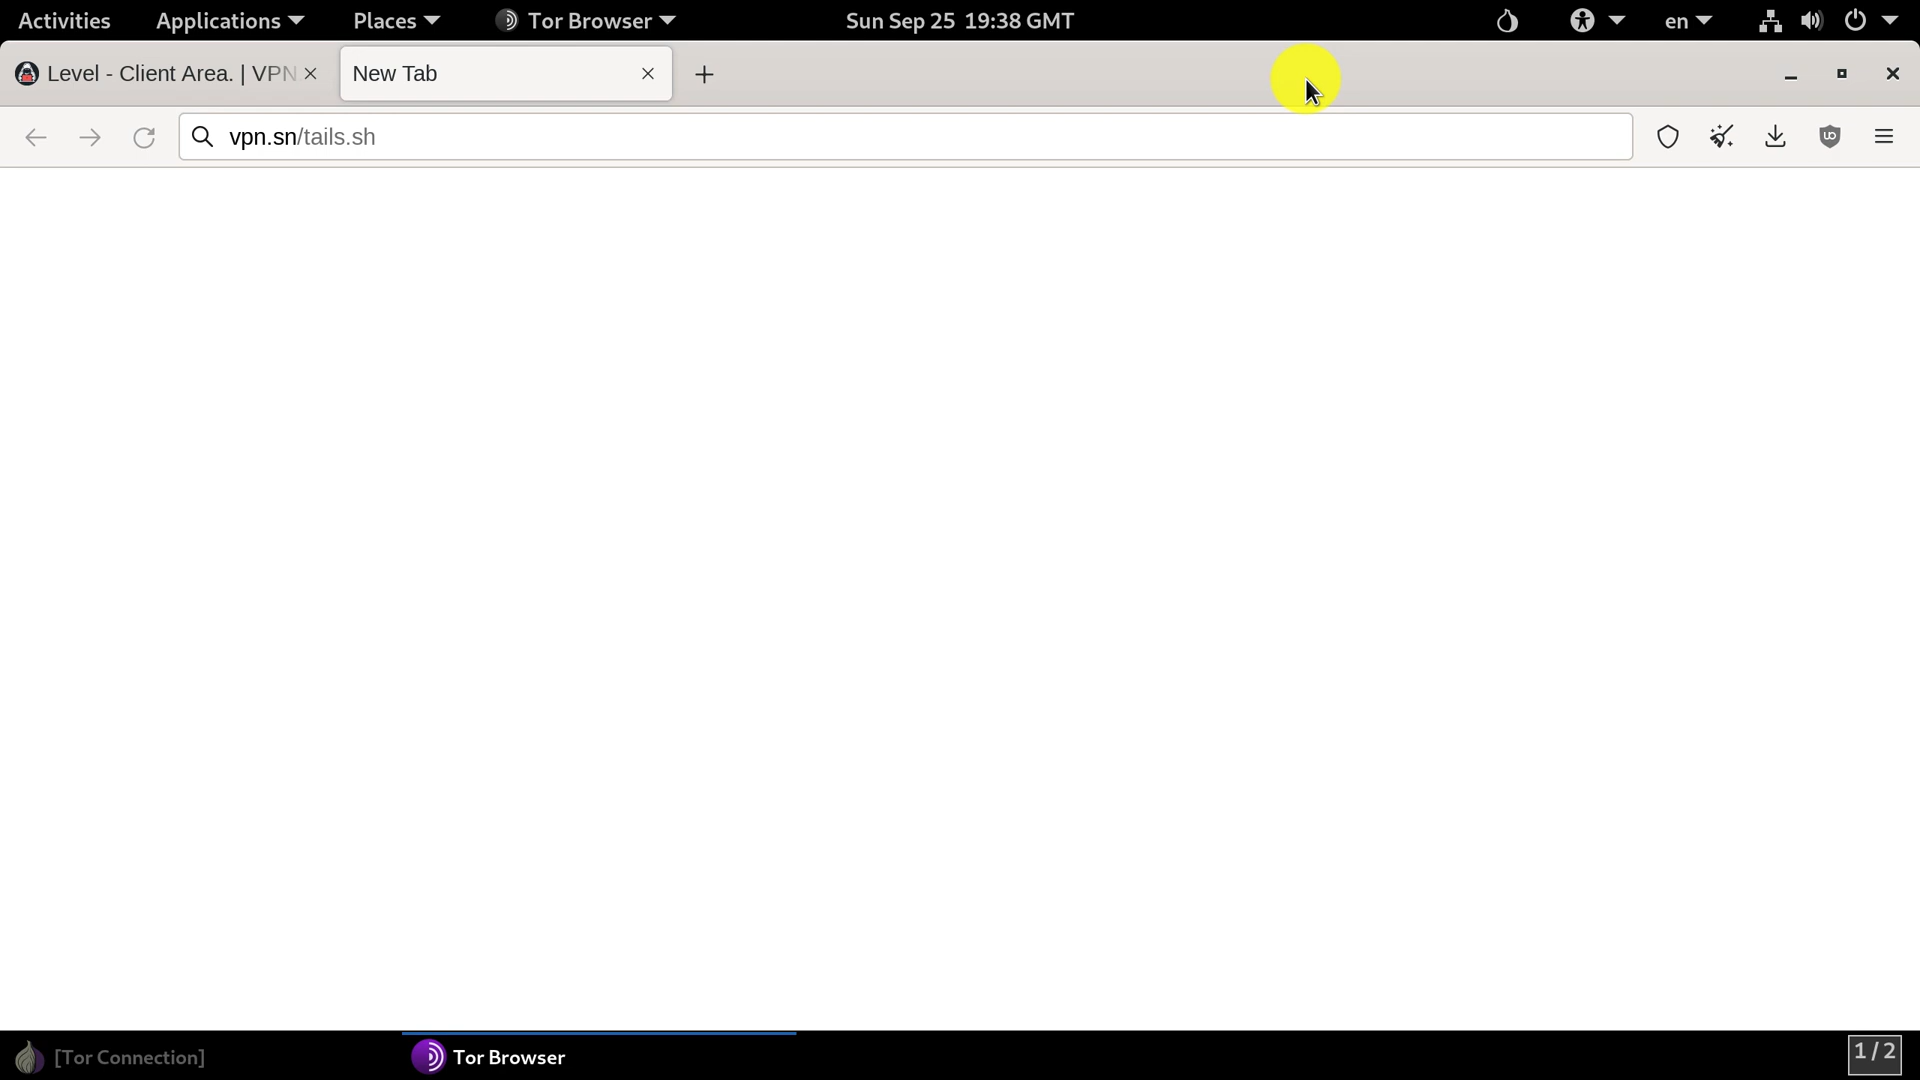 Activities Applications Places Tor Browser Sun Sep 25 19:38 GMT en
Level - Client Area. | VPN New Tab
vpn.sn/tails.sh
[Tor Connection] Tor Browser 1 / 2